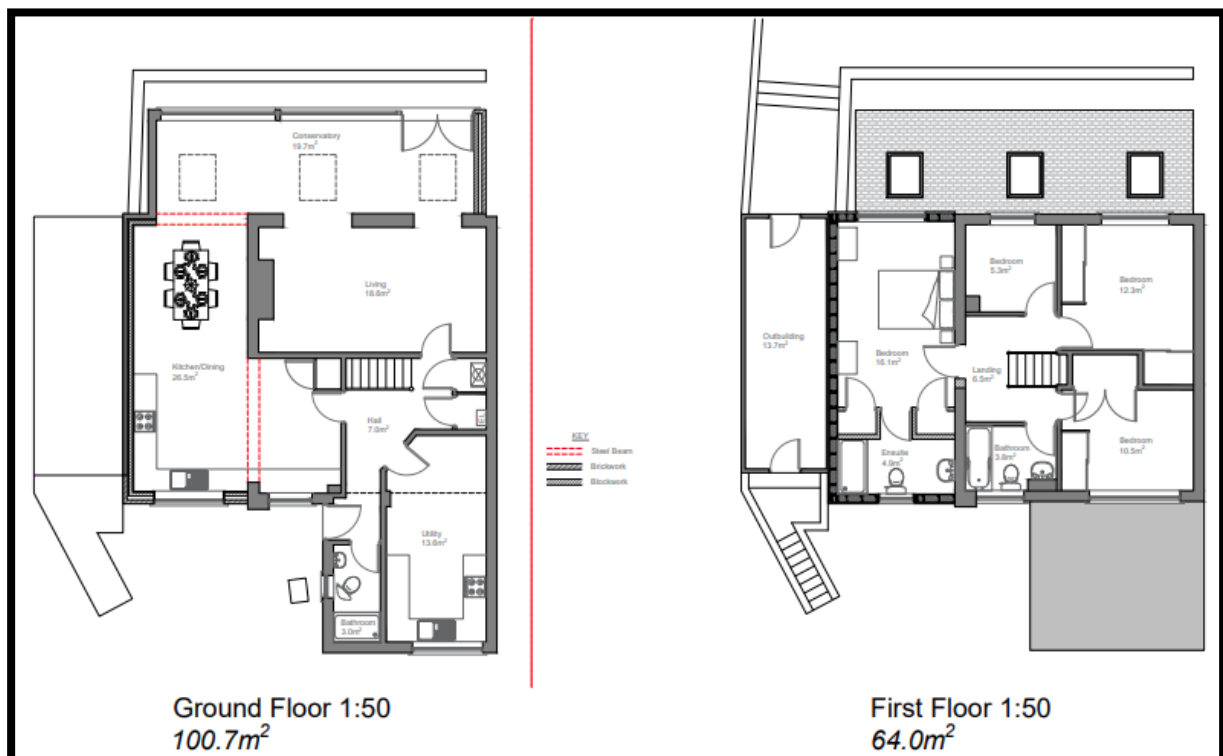 Conservatory
19.7m²
Living
18.6m²
Kitchen/Dining
26.5m²
Hall
7.0m²
Utility
13.6m²
Bathroom
3.0m²
Ground Floor 1:50
100.7m²
KEY
Steel Beam
Brickwork
Blockwork
Bedroom
5.3m²
Bedroom
12.3m²
Outbuilding
13.7m²
Bedroom
16.1m²
Landing
6.5m²
Bedroom
10.5m²
Ensuite
4.9m²
Bathroom
3.8m²
First Floor 1:50
64.0m²